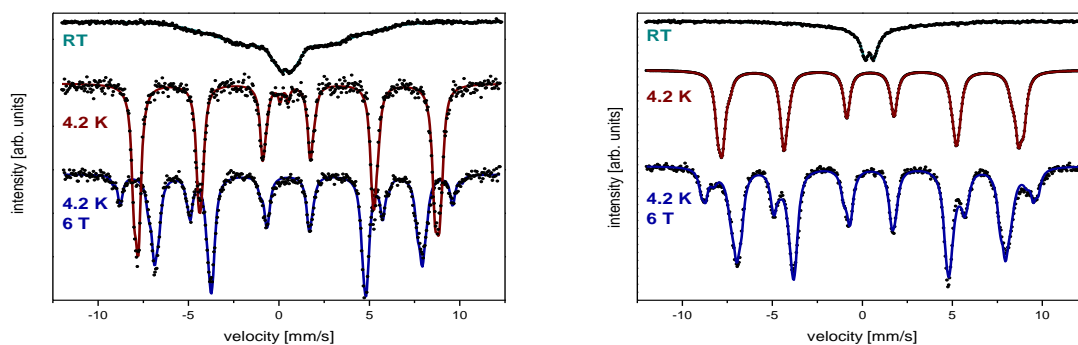 RT
4.2 K
4.2 K
6 T
intensity [arb. units]
-10 -5 0 5 10
velocity [mm/s]
RT
4.2 K
4.2 K
6 T
intensity [arb. units]
-10 -5 0 5 10
velocity [mm/s]